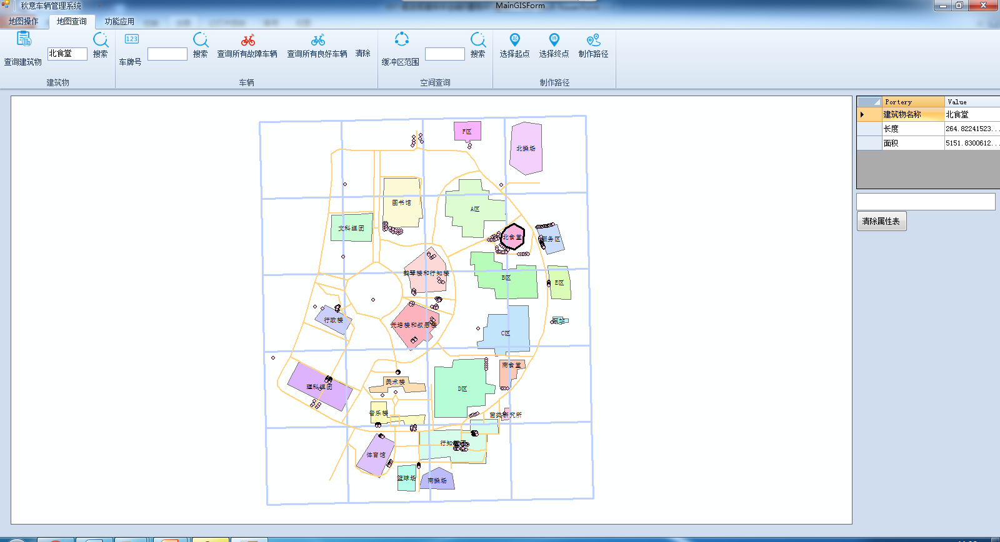 秋意车辆管理系统
MainGISForm
地图操作
地图查询
功能应用
123
起
终
北食堂
搜索
搜索
查询所有故障车辆
查询所有良好车辆
清除
搜索
选择起点
选择终点
制作路径
查询建筑物
车牌号
缓冲区范围
建筑物
车辆
空间查询
制作路径
Portery
Value
建筑物名称
北食堂
长度
264.82241523...
面积
5151.8300612...
清除属性表
F区
北操场
图书馆
A区
文科组团
北食堂
服务区
鹤琴楼和行知楼
B区
E区
行政楼
元培楼和叔愚楼
泵站
C区
南食堂
美术楼
理科组团
D区
音乐楼
菌类研究所
行知
体育馆
篮球场
南操场